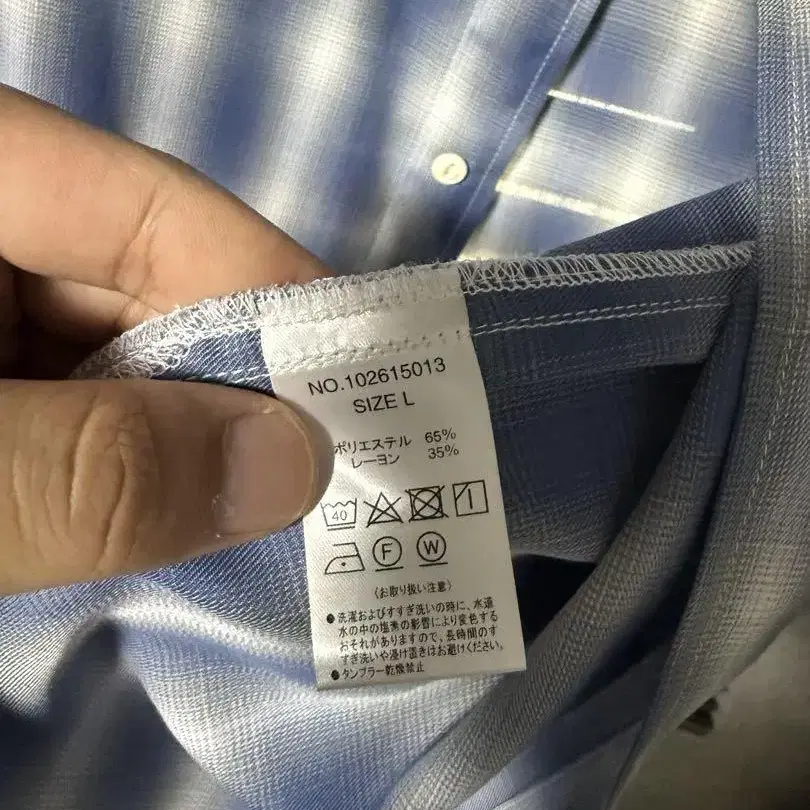 NO.102615013
SIZE L
ポリエステル 65%
レーヨン 35%
40
F W
〈お取り扱い注意〉
●洗濯およびすすぎ洗いの時に、水道
水の中の塩素の影響により変色する
おそれがありますので、長時間のす
すぎ洗いや浸け置きはお避けください。
●タンブラー乾燥禁止